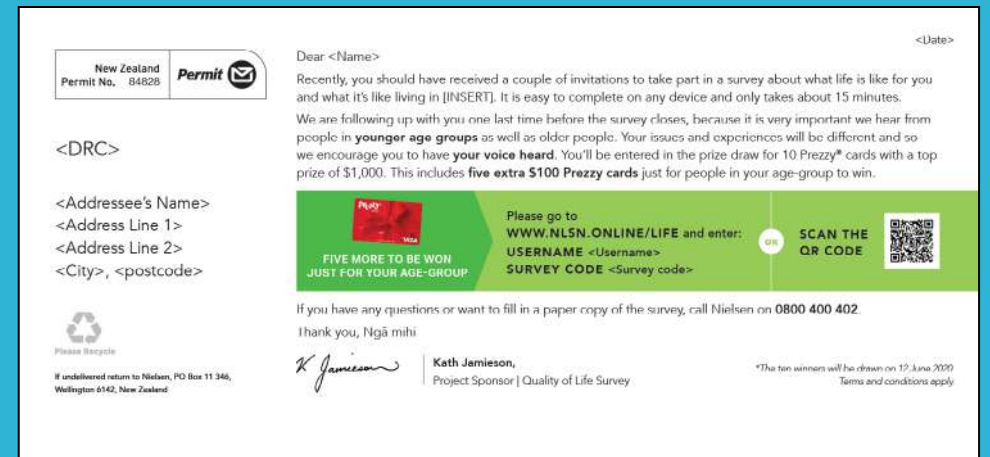 New Zealand
Permit No. 84828
Permit
<DRC>
<Addressee's Name>
<Address Line 1>
<Address Line 2>
<City>, <postcode>
Please Recycle
If undelivered return to Nielsen, PO Box 11 346,
Wellington 6142, New Zealand
<Date>
Dear <Name>
Recently, you should have received a couple of invitations to take part in a survey about what life is like for you
and what it's like living in [INSERT]. It is easy to complete on any device and only takes about 15 minutes.
We are following up with you one last time before the survey closes, because it is very important we hear from
people in younger age groups as well as older people. Your issues and experiences will be different and so
we encourage you to have your voice heard. You'll be entered in the prize draw for 10 Prezzy* cards with a top
prize of $1,000. This includes five extra $100 Prezzy cards just for people in your age-group to win.
Prezzy
VISA
FIVE MORE TO BE WON
JUST FOR YOUR AGE-GROUP
Please go to
WWW.NLSN.ONLINE/LIFE and enter:
USERNAME <Username>
SURVEY CODE <Survey code>
OR
SCAN THE
QR CODE
If you have any questions or want to fill in a paper copy of the survey, call Nielsen on 0800 400 402.
Thank you, Ngā mihi
K Jamieson
Kath Jamieson,
Project Sponsor | Quality of Life Survey
*The ten winners will be drawn on 12 June 2020
Terms and conditions apply